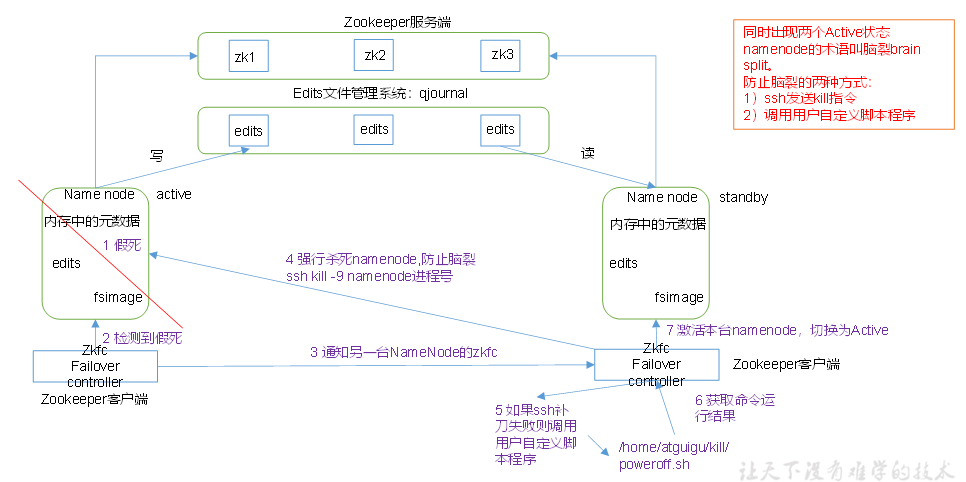 Zookeeper服务端
zk1
zk2
zk3
Edits文件管理系统：qjournal
edits
edits
edits
同时出现两个Active状态
namenode的术语叫脑裂brain
split。
防止脑裂的两种方式：
1）ssh发送kill指令
2）调用用户自定义脚本程序
写
读
Name node
active
内存中的元数据
1 假死
edits
fsimage
Name node
standby
内存中的元数据
edits
fsimage
4 强行杀死namenode,防止脑裂
ssh kill -9 namenode进程号
2 检测到假死
7 激活本台namenode，切换为Active
Zkfc
Failover
controller
Zookeeper客户端
3 通知另一台NameNode的zkfc
Zkfc
Failover
controller
Zookeeper客户端
5 如果ssh补
刀失败则调用
用户自定义脚
本程序
6 获取命令运
行结果
/home/atguigu/kill/
poweroff.sh
让天下没有难学的技术